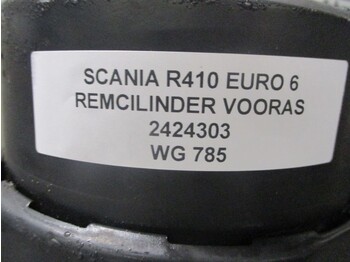 SCANIA R410 EURO 6
REMCILINDER VOORAS
2424303
WG 785